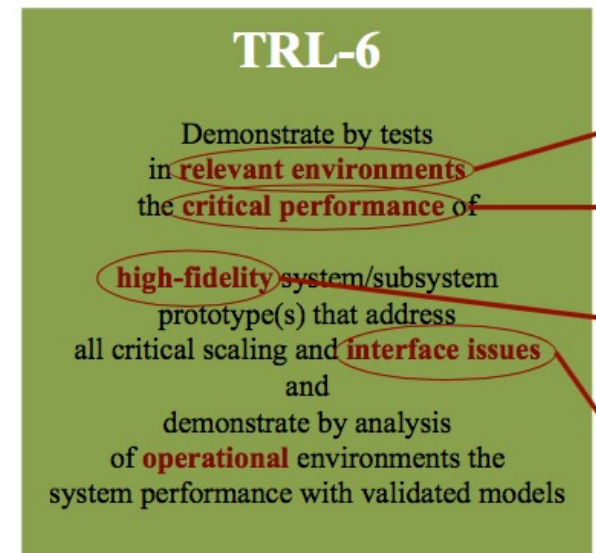 TRL-6
Demonstrate by tests
in relevant environments
the critical performance of
high-fidelity system/subsystem
prototype(s) that address
all critical scaling and interface issues
and
demonstrate by analysis
of operational environments the
system performance with validated models